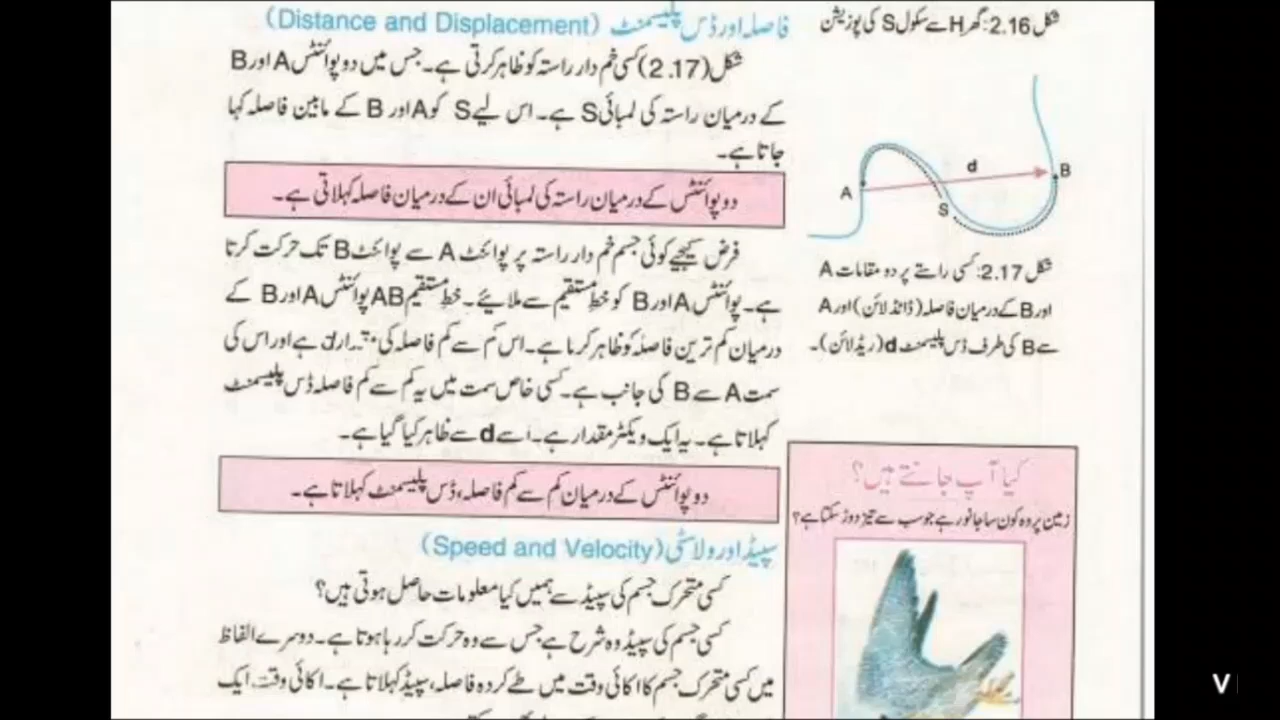 فاصلہ اور ڈس پلیسمنٹ (Distance and Displacement)
شکل (2.17) کسی خم دار راستہ کو ظاہر کرتی ہے۔ جس میں دو پوائنٹس A اور B
کے درمیان راستہ کی لمبائی S ہے۔ اس لیے S کو A اور B کے مابین فاصلہ کہا
جاتا ہے۔
دو پوائنٹس کے درمیان راستہ کی لمبائی ان کے درمیان فاصلہ کہلاتی ہے۔
فرض کیجیے کوئی جسم خم دار راستہ پر پوائنٹ A سے پوائنٹ B تک حرکت کرتا
ہے۔ پوائنٹس A اور B کو خطِ مستقیم سے ملائیے۔ خطِ مستقیم AB پوائنٹس A اور B کے
درمیان کم ترین فاصلہ کو ظاہر کرتا ہے۔ اس کم سے کم فاصلہ کی d ہے اور اس کی
سمت A سے B کی جانب ہے۔ کسی خاص سمت میں یہ کم سے کم فاصلہ ڈس پلیسمنٹ
کہلاتا ہے۔ یہ ایک ویکٹر مقدار ہے۔ اسے d سے ظاہر کیا گیا ہے۔
دو پوائنٹس کے درمیان کم سے کم فاصلہ، ڈس پلیسمنٹ کہلاتا ہے۔
سپیڈ اور ولاسٹی (Speed and Velocity)
کسی متحرک جسم کی سپیڈ سے ہمیں کیا معلومات حاصل ہوتی ہیں؟
کسی جسم کی سپیڈ وہ شرح ہے جس سے وہ حرکت کر رہا ہوتا ہے۔ دوسرے الفاظ
میں کسی متحرک جسم کا اکائی وقت میں طے کردہ فاصلہ، سپیڈ کہلاتا ہے۔ اکائی وقت، ایک
شکل 2.16: گھر H سے سکول S کی پوزیشن
A
d
B
S
شکل 2.17: کسی راستے پر دو مقامات A
اور B کے درمیان فاصلہ (ڈاٹڈ لائن) اور A
سے B کی طرف ڈس پلیسمنٹ d (ریڈ لائن)۔
کیا آپ جانتے ہیں؟
زمین پر وہ کون سا جانور ہے جو سب سے تیز دوڑ سکتا ہے؟
V